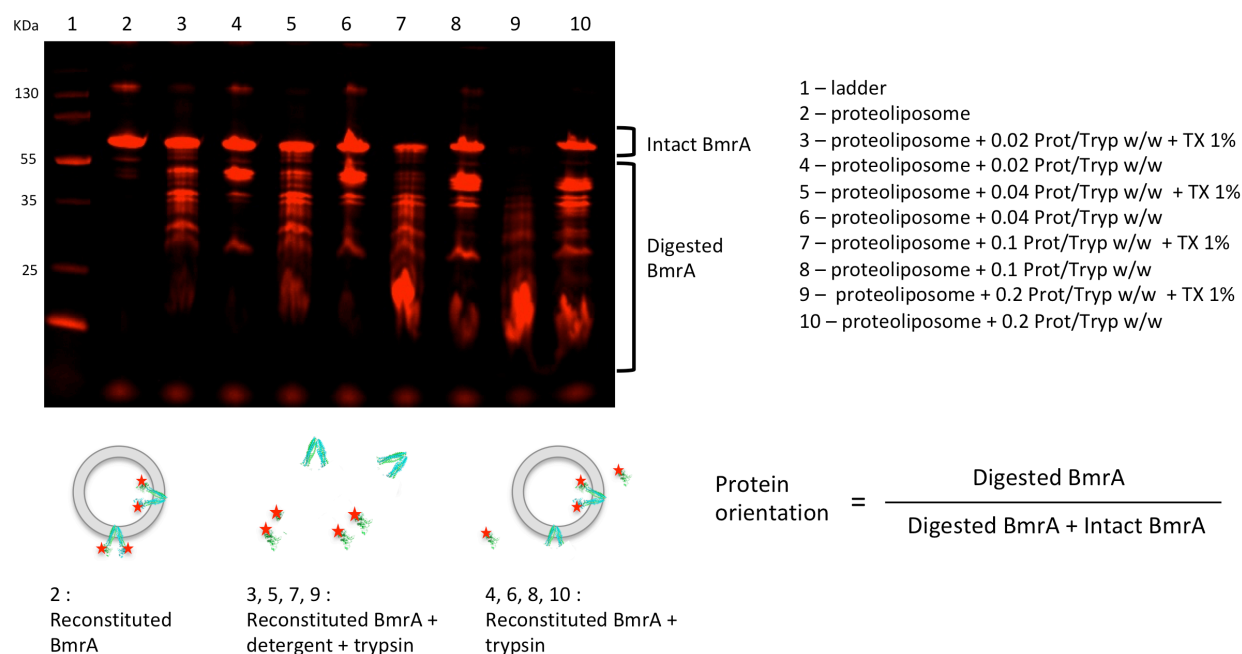 KDa 1 2 3 4 5 6 7 8 9 10
130
55
35
25
Intact BmrA
Digested
BmrA
1 – ladder
2 – proteoliposome
3 – proteoliposome + 0.02 Prot/Tryp w/w + TX 1%
4 – proteoliposome + 0.02 Prot/Tryp w/w
5 – proteoliposome + 0.04 Prot/Tryp w/w + TX 1%
6 – proteoliposome + 0.04 Prot/Tryp w/w
7 – proteoliposome + 0.1 Prot/Tryp w/w + TX 1%
8 – proteoliposome + 0.1 Prot/Tryp w/w
9 – proteoliposome + 0.2 Prot/Tryp w/w + TX 1%
10 – proteoliposome + 0.2 Prot/Tryp w/w
2 :
Reconstituted
BmrA
3, 5, 7, 9 :
Reconstituted BmrA +
detergent + trypsin
4, 6, 8, 10 :
Reconstituted BmrA +
trypsin
Protein
orientation
=
Digested BmrA
Digested BmrA + Intact BmrA